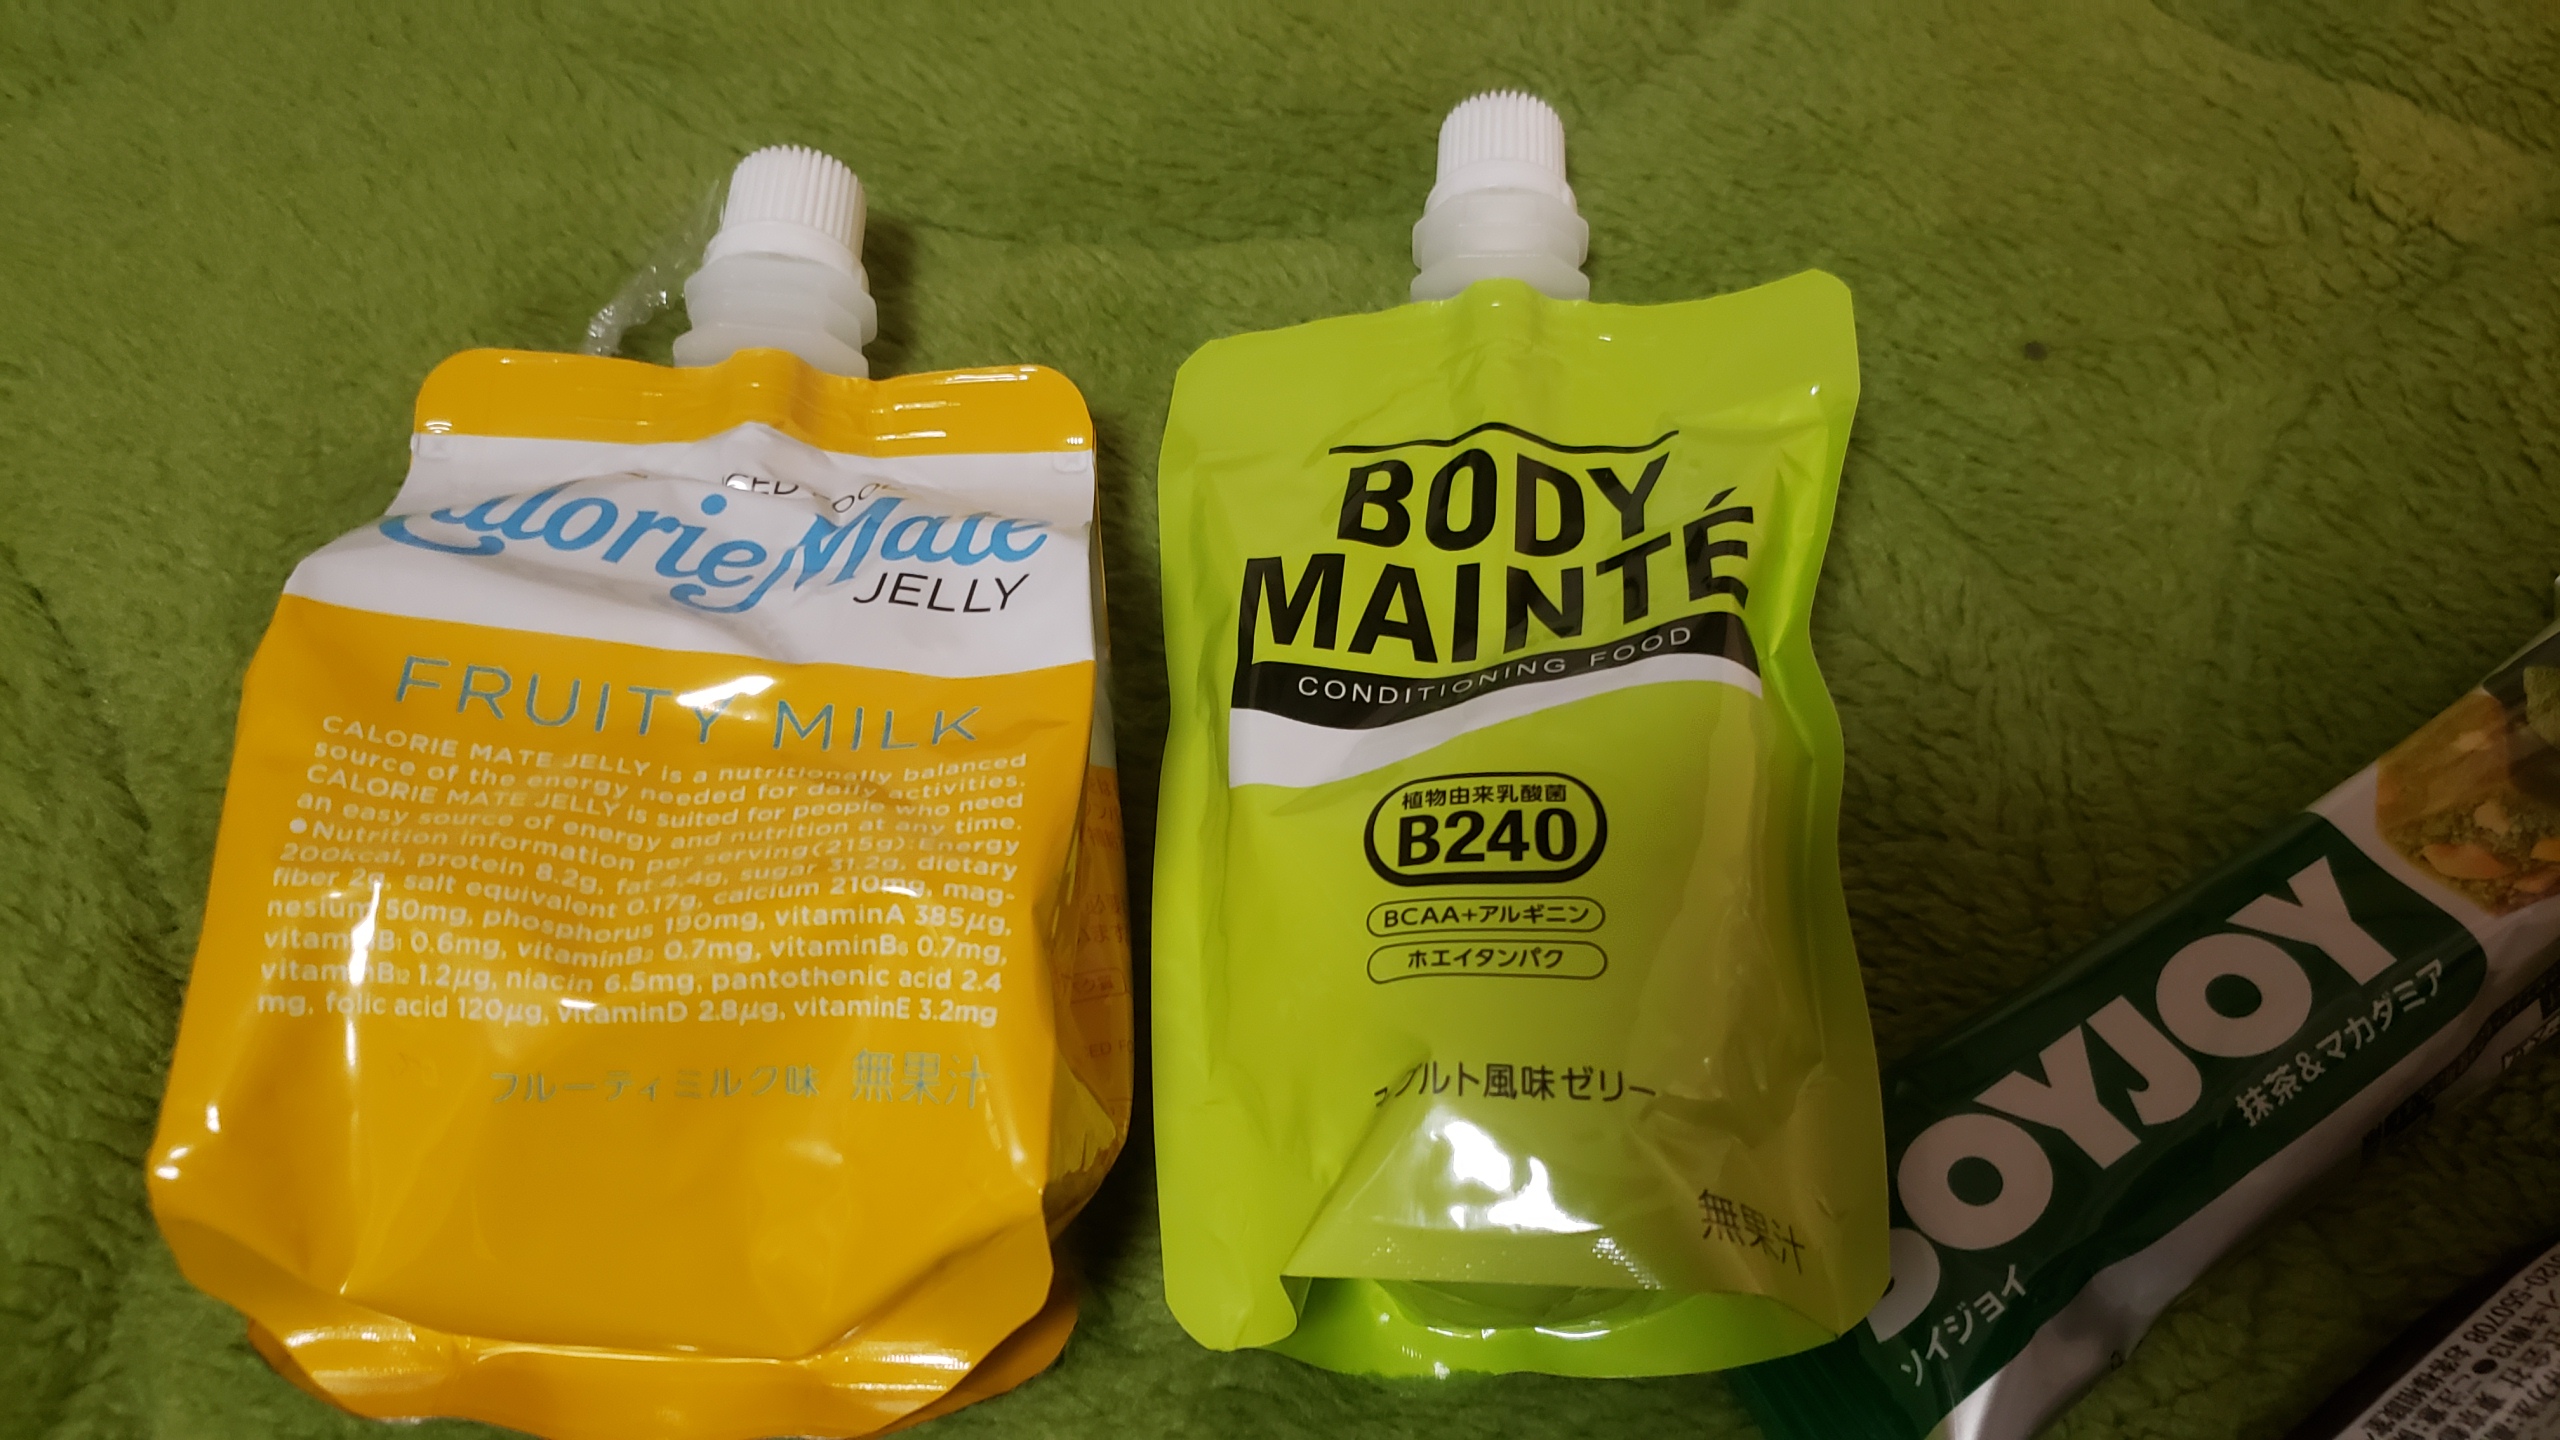 Calorie Mate
JELLY
FRUITY MILK
CALORIE MATE JELLY is a nutritionally balanced
source of the energy needed for daily activities.
CALORIE MATE JELLY is suited for people who need
an easy source of energy and nutrition at any time.
●Nutrition information per serving(215g):Energy
200kcal, protein 8.2g, fat 4.4g, sugar 31.2g, dietary
fiber 2g, salt equivalent 0.17g, calcium 210mg, mag-
nesium 50mg, phosphorus 190mg, vitaminA 385μg,
vitaminB₁ 0.6mg, vitaminB₂ 0.7mg, vitaminB₆ 0.7mg,
vitaminB₁₂ 1.2μg, niacin 6.5mg, pantothenic acid 2.4
mg, folic acid 120μg, vitaminD 2.8μg, vitaminE 3.2mg
フルーティミルク味 無果汁
BODY
MAINTÉ
CONDITIONING FOOD
植物由来乳酸菌
B240
BCAA+アルギニン
ホエイタンパク
ヨーグルト風味ゼリー
無果汁
SOYJOY
抹茶&マカダミア
ソイジョイ
0120-550708